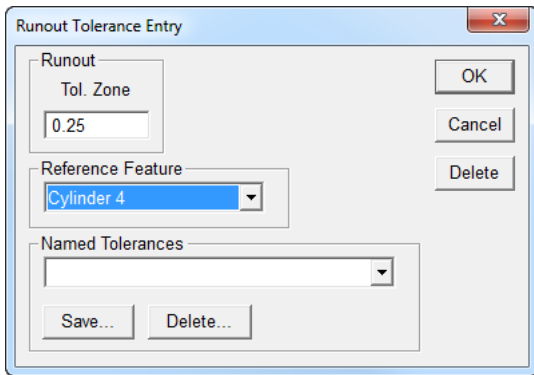 Runout Tolerance Entry
Runout
Tol. Zone
0.25
OK
Cancel
Delete
Reference Feature
Cylinder 4
Named Tolerances
Save...
Delete...